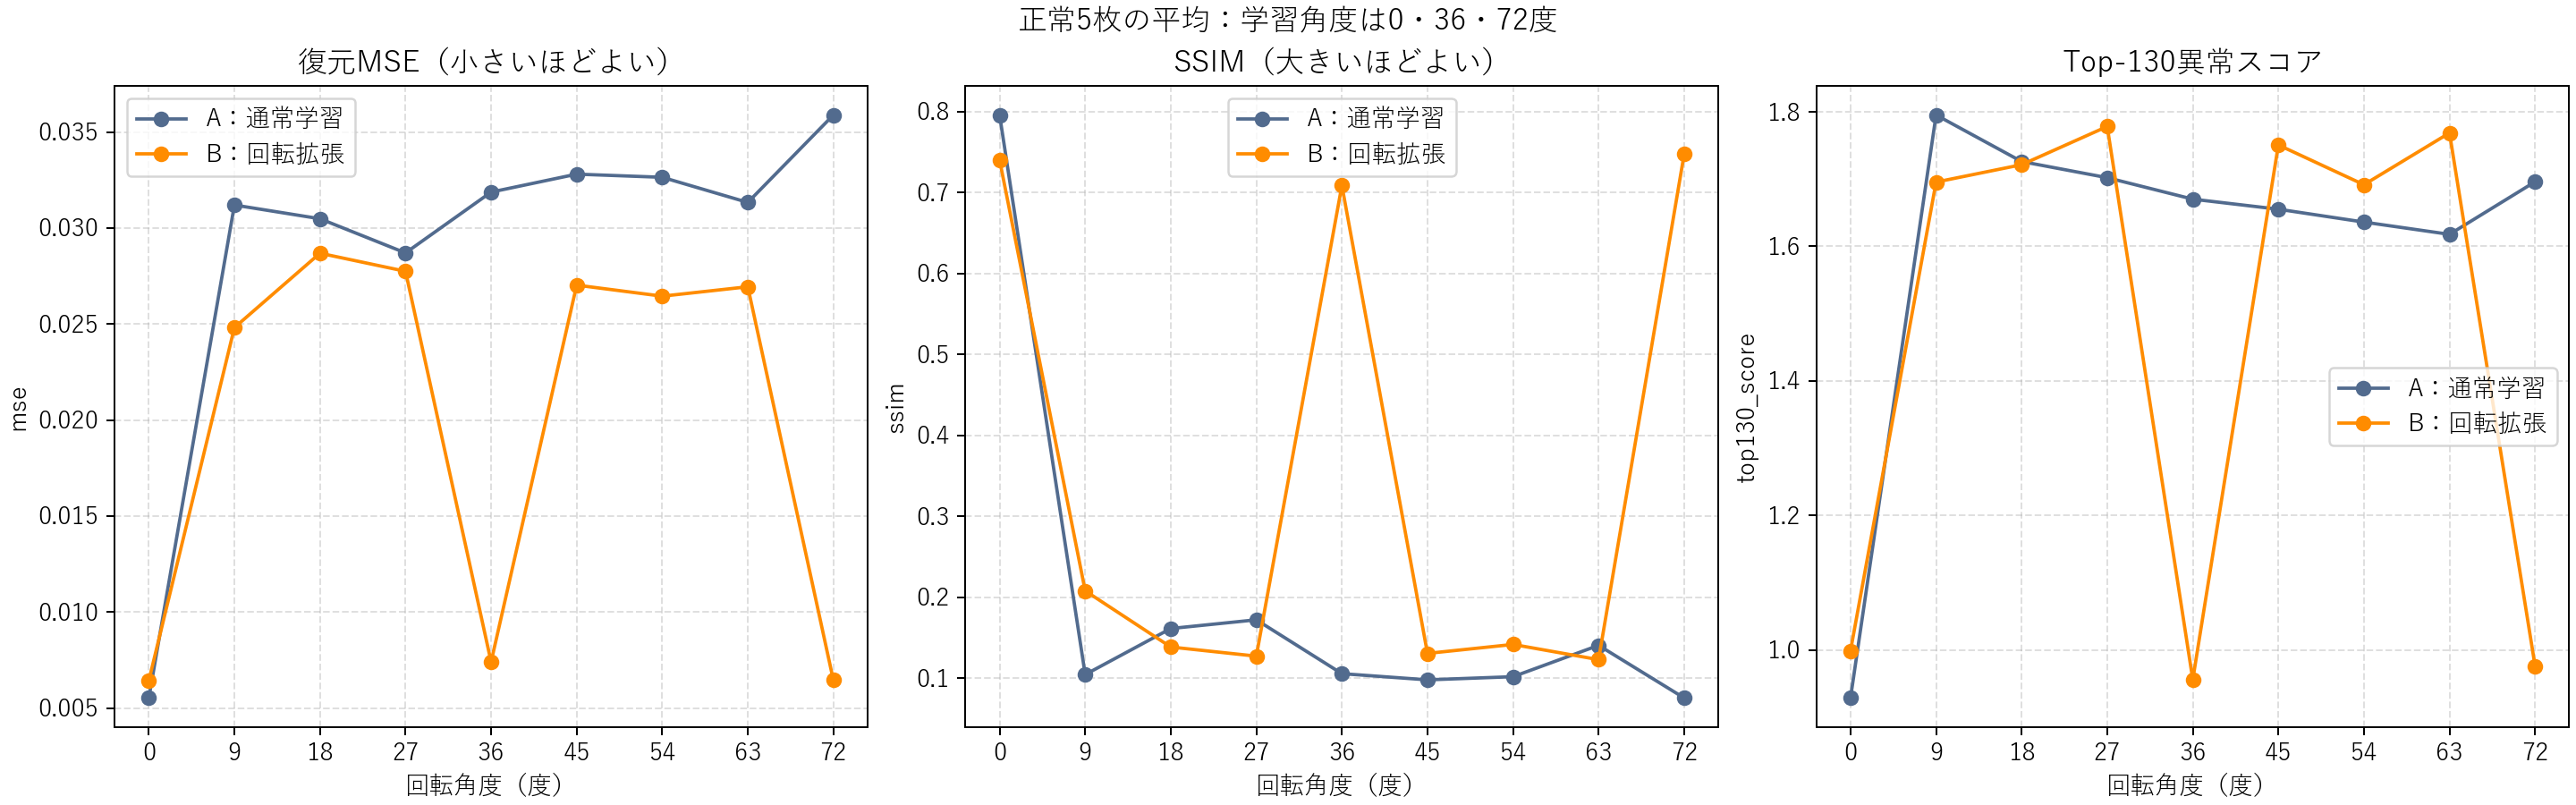 正常5枚の平均：学習角度は0・36・72度
復元MSE（小さいほどよい）
A：通常学習
B：回転拡張
mse
0.035
0.030
0.025
0.020
0.015
0.010
0.005
0 9 18 27 36 45 54 63 72
回転角度（度）
SSIM（大きいほどよい）
A：通常学習
B：回転拡張
ssim
0.8
0.7
0.6
0.5
0.4
0.3
0.2
0.1
0 9 18 27 36 45 54 63 72
回転角度（度）
Top-130異常スコア
A：通常学習
B：回転拡張
top130_score
1.8
1.6
1.4
1.2
1.0
0 9 18 27 36 45 54 63 72
回転角度（度）